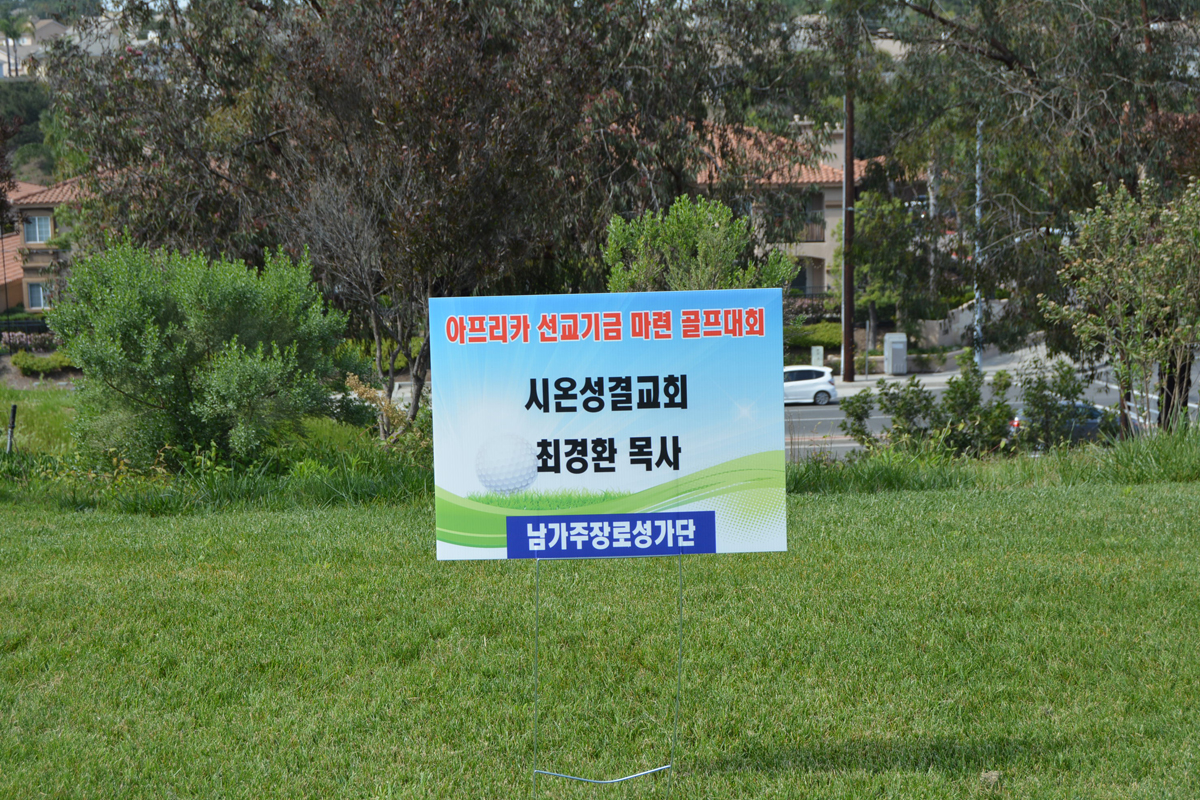 아프리카 선교기금 마련 골프대회
시온성결교회
최경환 목사
남가주장로성가단